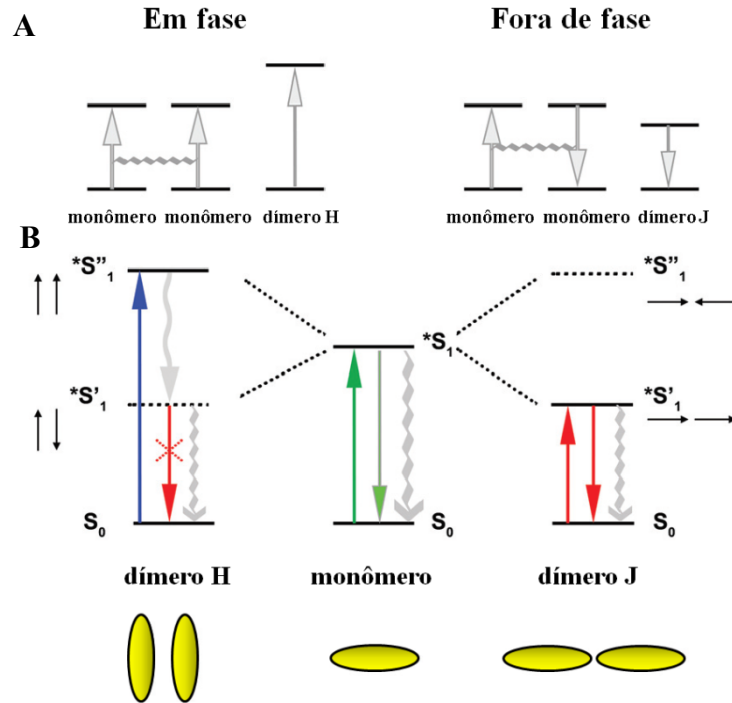 A
Em fase
Fora de fase
monômero monômero dímero H
monômero monômero dímero J
B
*S"₁
*S'₁
S₀
*S₁
S₀
*S"₁
*S'₁
S₀
dímero H
monômero
dímero J